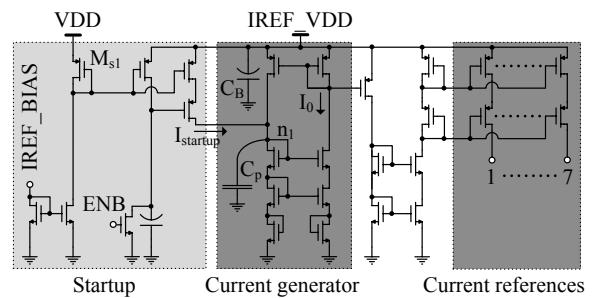 VDD
IREF_VDD
Ms1
IREF_BIAS
CB
I0
Istartup
n1
Cp
ENB
1
7
Startup
Current generator
Current references